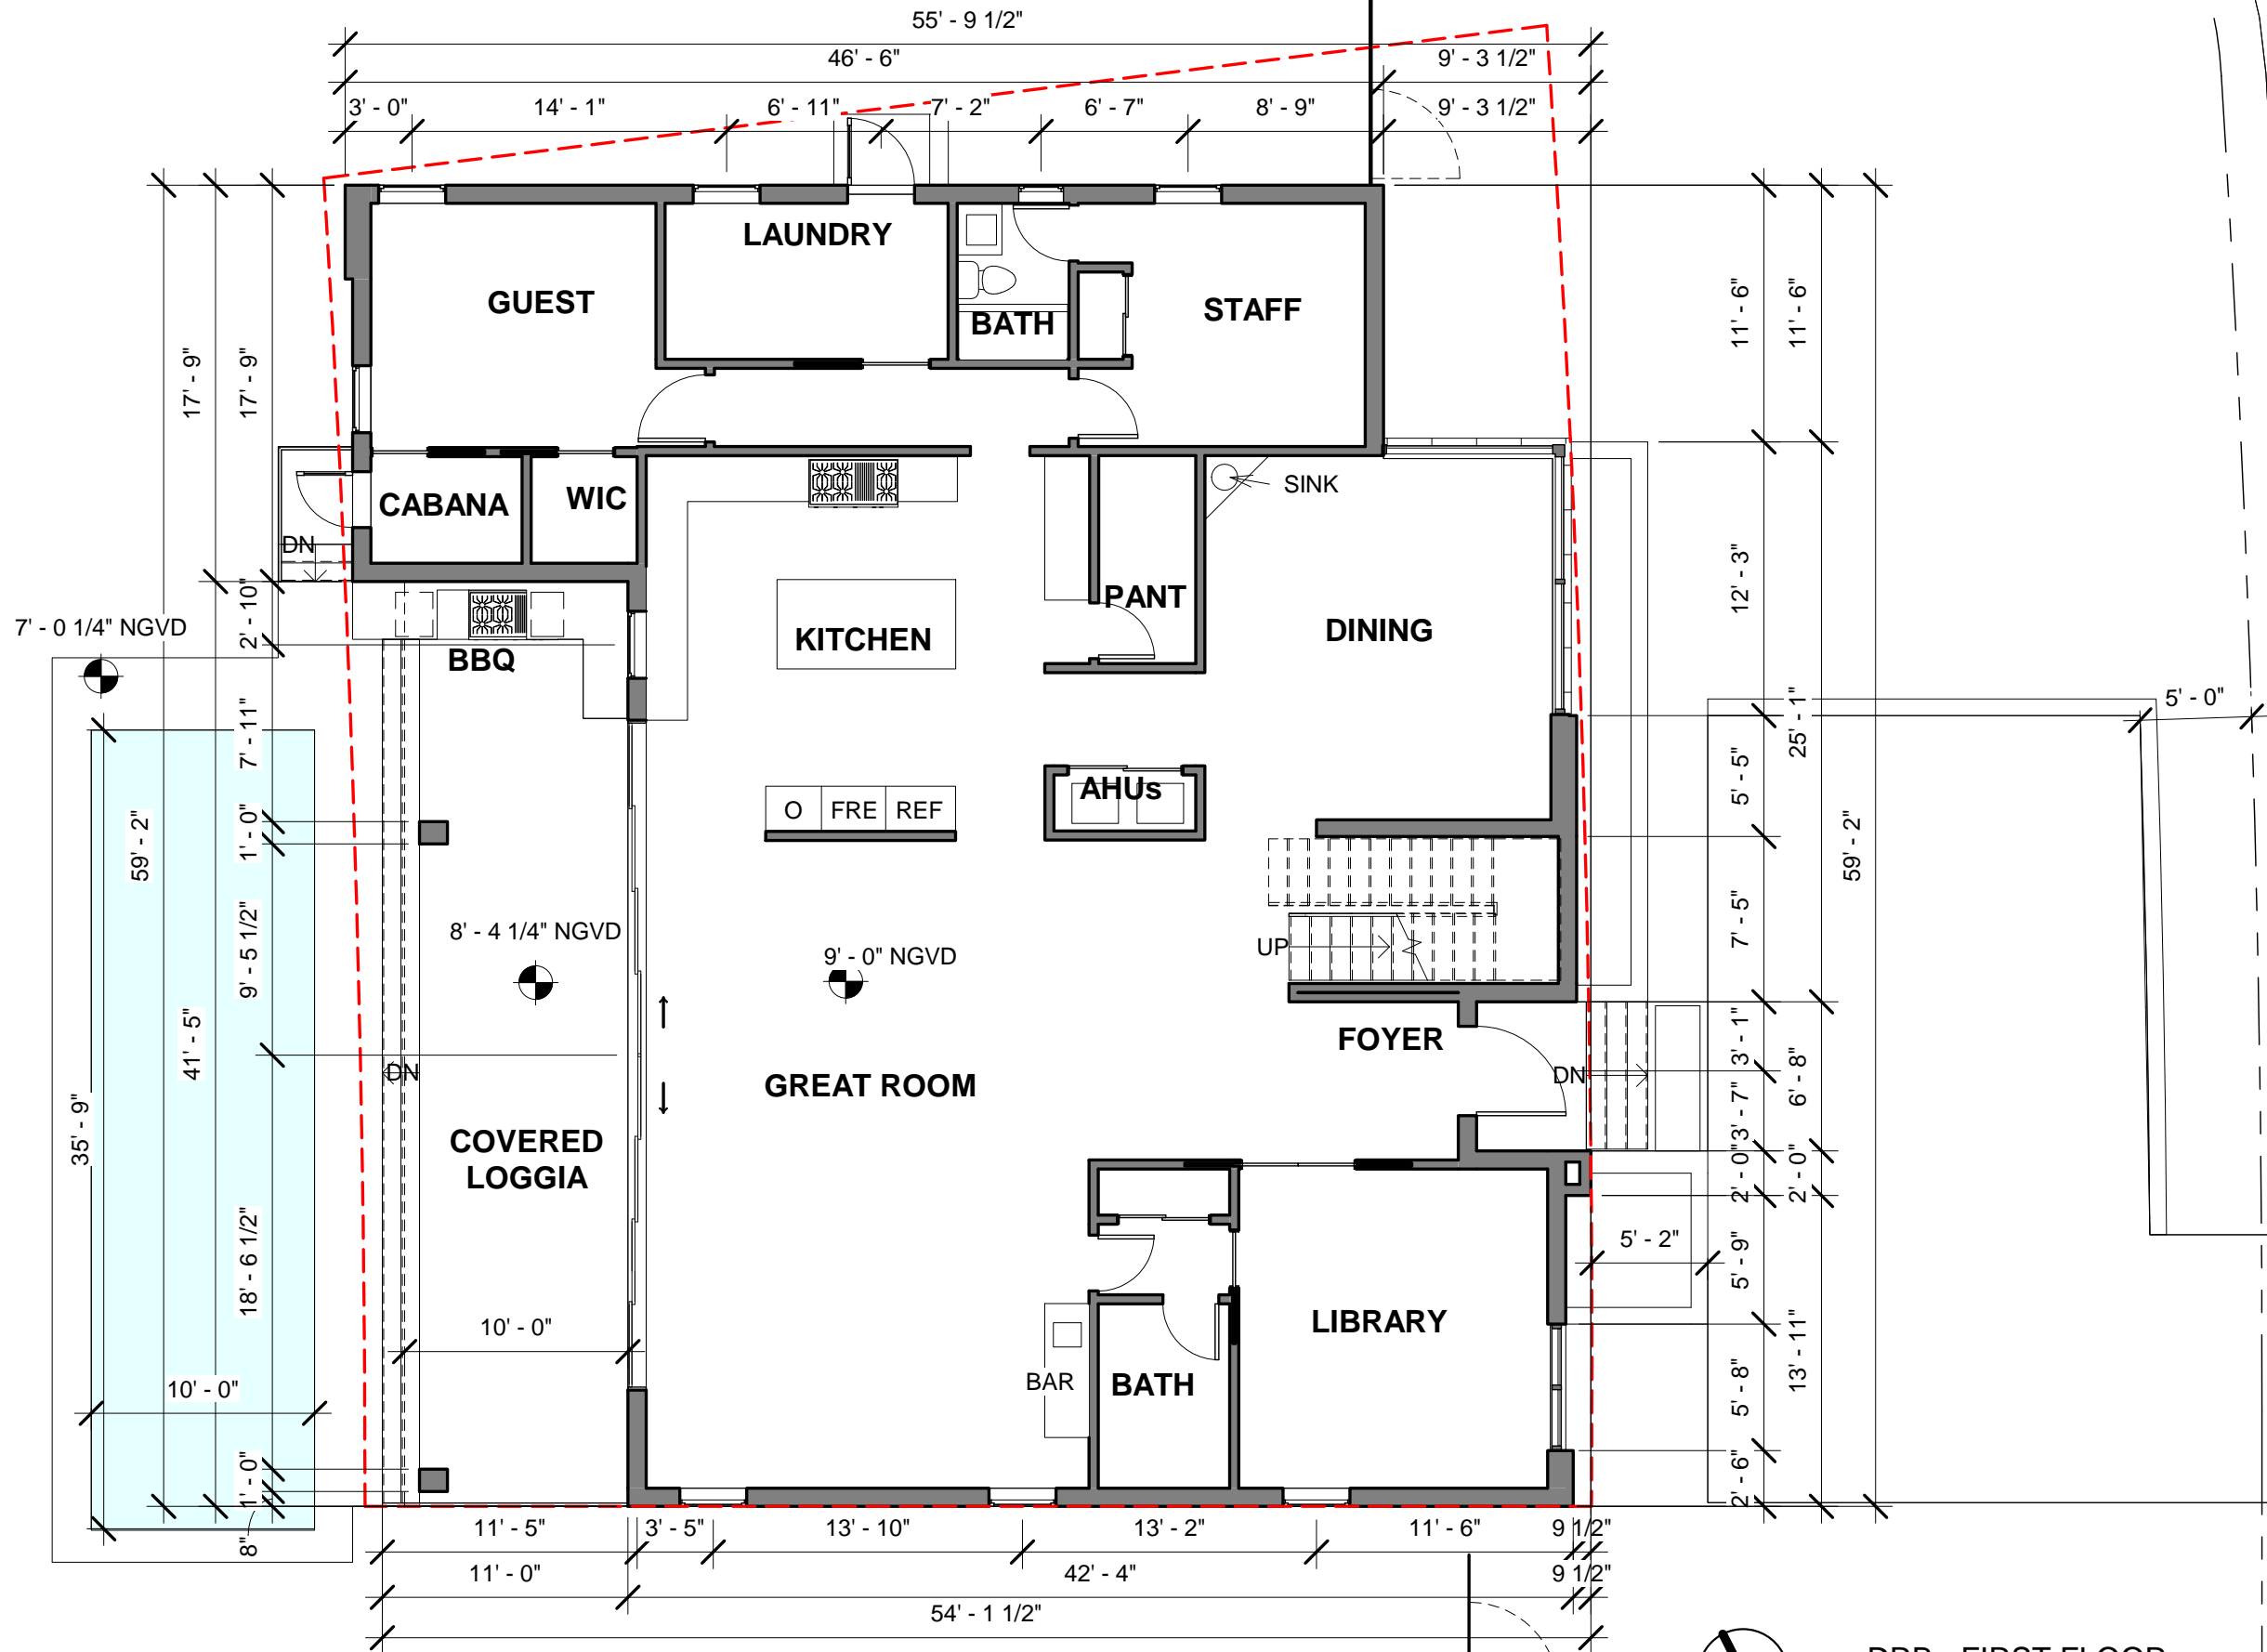 55' - 9 1/2"
46' - 6"
9' - 3 1/2"
3' - 0"
14' - 1"
6' - 11"
7' - 2"
6' - 7"
8' - 9"
9' - 3 1/2"
LAUNDRY
GUEST
BATH
STAFF
11' - 6"
11' - 6"
17' - 9"
17' - 9"
CABANA
WIC
SINK
DN
2' - 10"
PANT
12' - 3"
7' - 0 1/4" NGVD
BBQ
KITCHEN
DINING
5' - 0"
7' - 11"
25' - 1"
AHUs
O
FRE
REF
5' - 5"
1' - 0"
59' - 2"
59' - 2"
9' - 5 1/2"
8' - 4 1/4" NGVD
9' - 0" NGVD
UP
7' - 5"
41' - 5"
FOYER
3' - 1"
DN
GREAT ROOM
DN
6' - 8"
3' - 7"
35' - 9"
COVERED
LOGGIA
2' - 0"
2' - 0"
18' - 6 1/2"
5' - 2"
5' - 9"
10' - 0"
LIBRARY
13' - 11"
10' - 0"
BAR
BATH
5' - 8"
1' - 0"
2' - 6"
8"
11' - 5"
3' - 5"
13' - 10"
13' - 2"
11' - 6"
9 1/2"
11' - 0"
42' - 4"
9 1/2"
54' - 1 1/2"